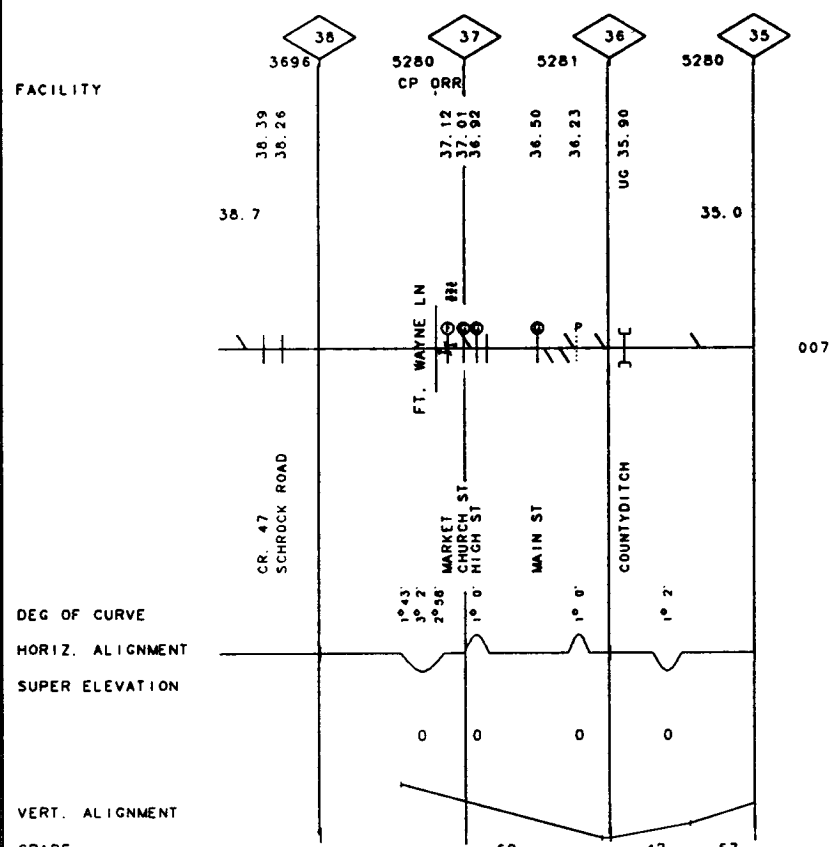 38 37 36 35
3696 5280 5281 5280
CP ORR
FACILITY
38.39
38.26
37.12
37.01
36.92
36.50
36.23
UG 35.90
38.7
35.0
FT. WAYNE LN
P
007
CR. 47
SCHROCK ROAD
MARKET
CHURCH ST
HIGH ST
MAIN ST
COUNTYDITCH
DEG OF CURVE
1° 43'
3° 2'
2° 58'
1° 0'
1° 0'
1° 2'
HORIZ. ALIGNMENT
SUPER ELEVATION
0 0 0 0
VERT. ALIGNMENT